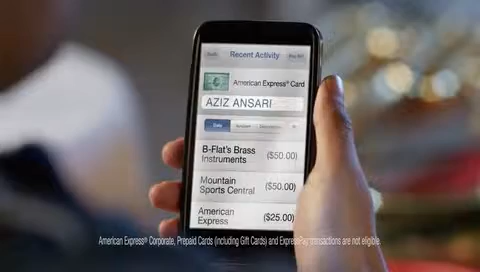 Recent Activity
American Express® Card
AZIZ ANSARI
Date
B-Flat's Brass
Instruments
($50.00)
Mountain
Sports Central
($50.00)
American
Express
($25.00)
American Express® Corporate, Prepaid Cards (including Gift Cards) and ExpressPay transactions are not eligible.